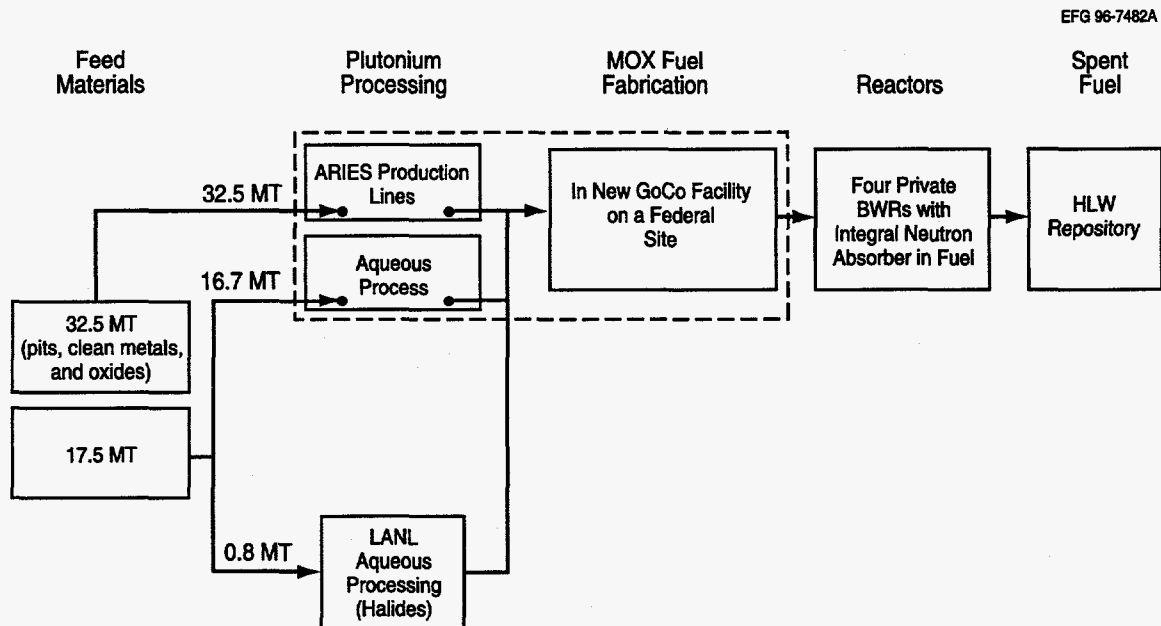 EFG 96-7482A
Feed
Materials
Plutonium
Processing
MOX Fuel
Fabrication
Reactors
Spent
Fuel
32.5 MT
ARIES Production
Lines
In New GoCo Facility
on a Federal
Site
Four Private
BWRs with
Integral Neutron
Absorber in Fuel
HLW
Repository
16.7 MT
Aqueous
Process
32.5 MT
(pits, clean metals,
and oxides)
17.5 MT
0.8 MT
LANL
Aqueous
Processing
(Halides)